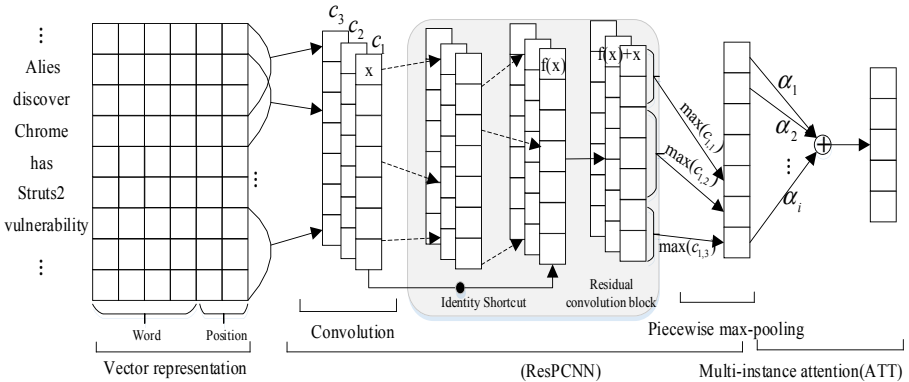 ⋮
Alies
discover
Chrome
has
Struts2
vulnerability
⋮
Word
Position
Vector representation
⋮
c3
c2
c1
x
Convolution
f(x)
f(x)+x
Identity Shortcut
Residual
convolution block
max(c1,1)
max(c1,2)
max(c1,3)
Piecewise max-pooling
(ResPCNN)
α1
α2
⋮
αi
+
Multi-instance attention(ATT)